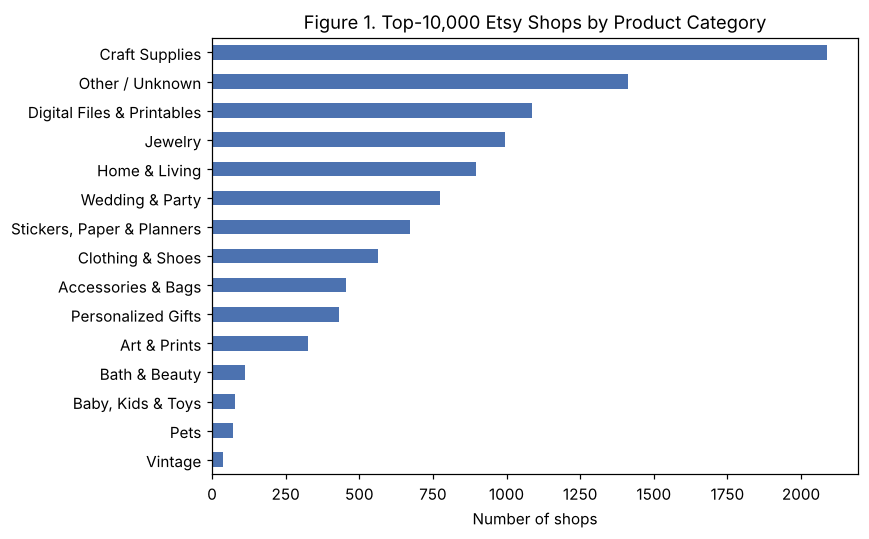 Figure 1. Top-10,000 Etsy Shops by Product Category
Craft Supplies
Other / Unknown
Digital Files & Printables
Jewelry
Home & Living
Wedding & Party
Stickers, Paper & Planners
Clothing & Shoes
Accessories & Bags
Personalized Gifts
Art & Prints
Bath & Beauty
Baby, Kids & Toys
Pets
Vintage
0 250 500 750 1000 1250 1500 1750 2000
Number of shops